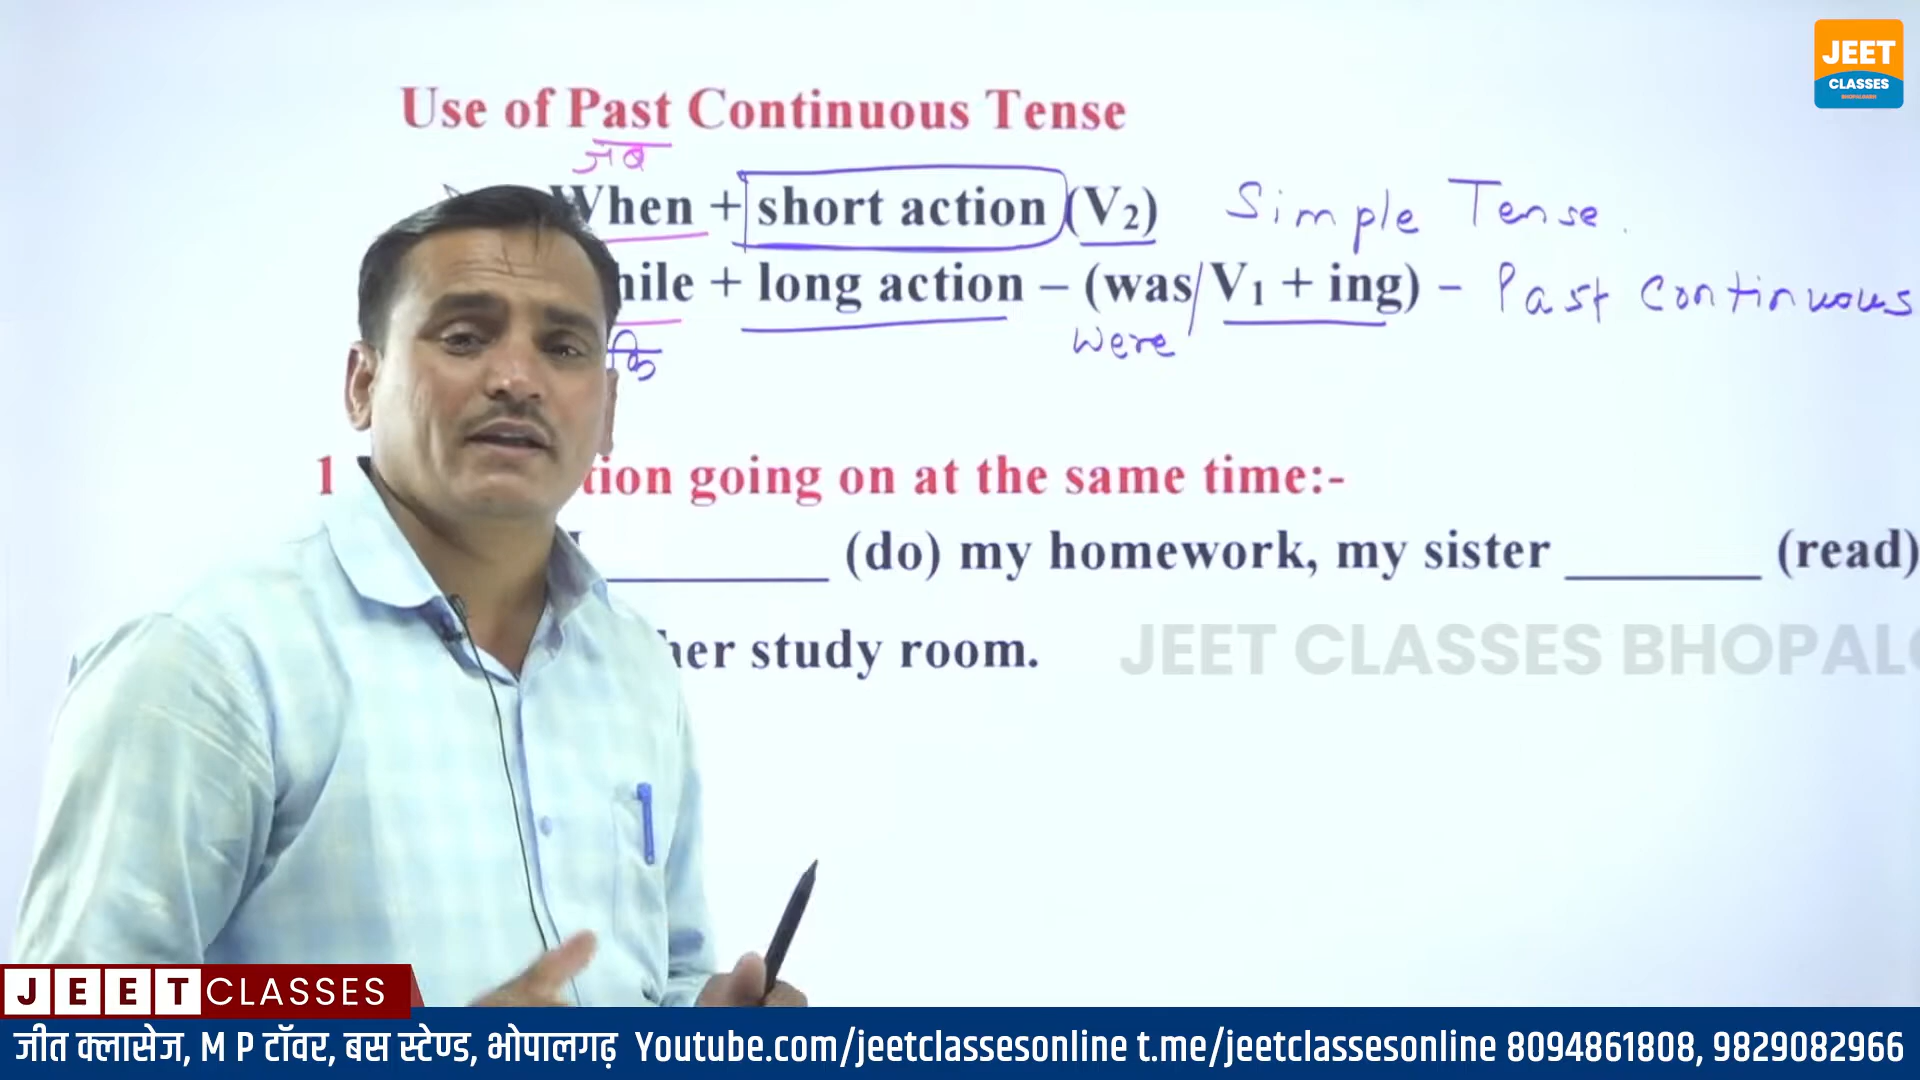 JEET
CLASSES
Use of Past Continuous Tense
जब
When + short action (V₂) Simple Tense.
hile + long action – (was/ V₁ + ing) – Past Continuous
कि were
1 tion going on at the same time:-
I ________ (do) my homework, my sister ________ (read)
her study room.
JEET CLASSES BHOPAL
JEET CLASSES
जीत क्लासेज, M P टॉवर, बस स्टेण्ड, भोपालगढ़ Youtube.com/jeetclassesonline t.me/jeetclassesonline 8094861808, 9829082966